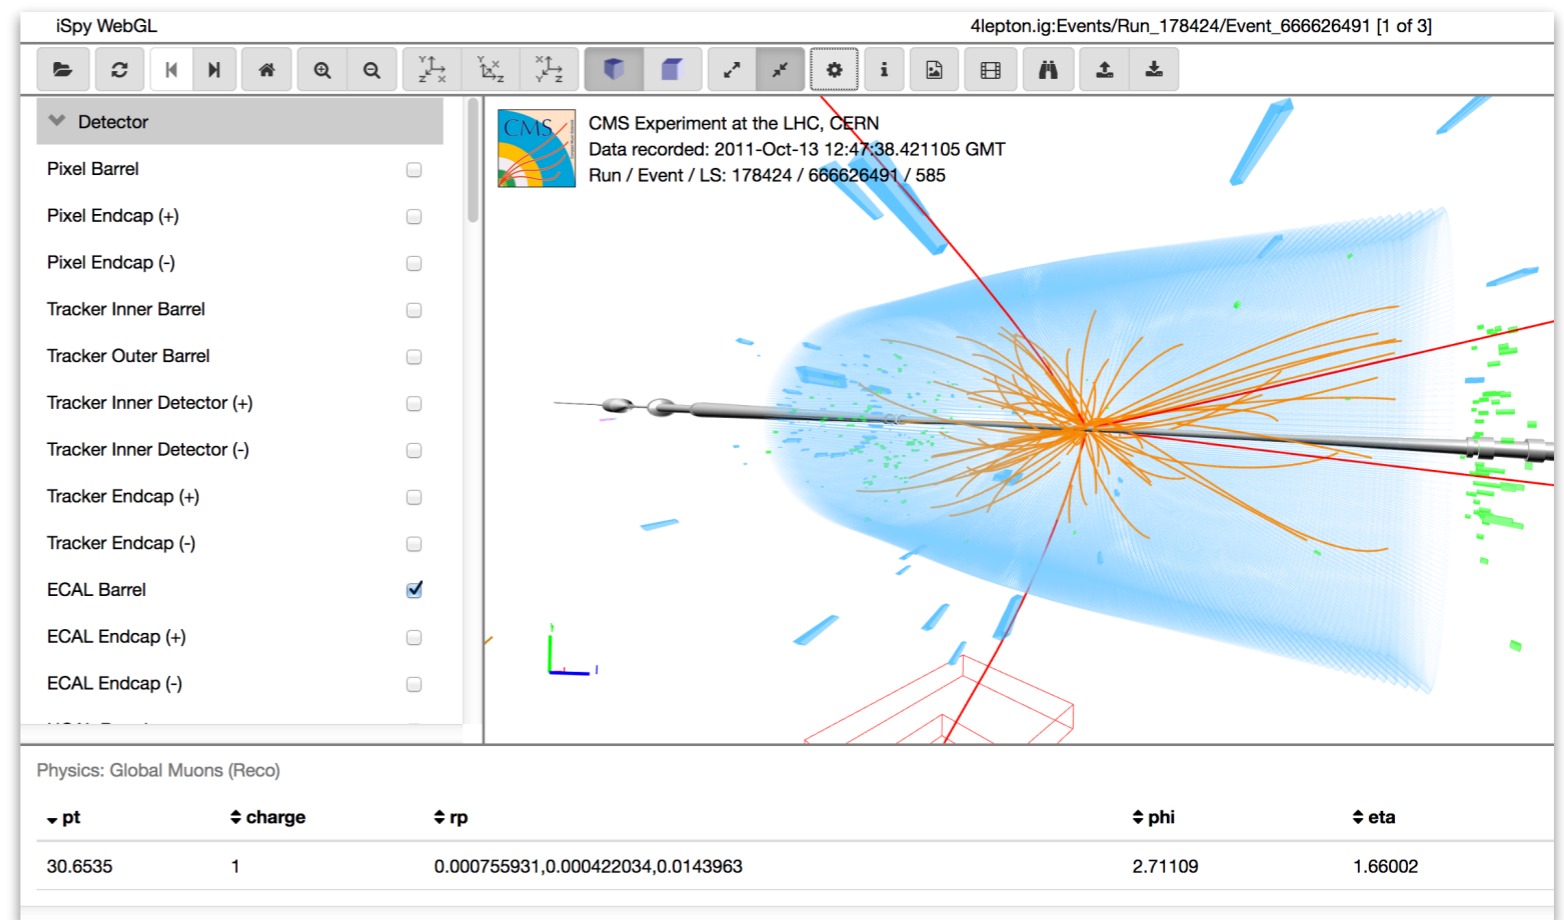 iSpy WebGL
4lepton.ig:Events/Run_178424/Event_666626491 [1 of 3]
Detector
Pixel Barrel
Pixel Endcap (+)
Pixel Endcap (-)
Tracker Inner Barrel
Tracker Outer Barrel
Tracker Inner Detector (+)
Tracker Inner Detector (-)
Tracker Endcap (+)
Tracker Endcap (-)
ECAL Barrel
ECAL Endcap (+)
ECAL Endcap (-)
CMS
CMS Experiment at the LHC, CERN
Data recorded: 2011-Oct-13 12:47:38.421105 GMT
Run / Event / LS: 178424 / 666626491 / 585
Physics: Global Muons (Reco)
pt charge rp phi eta
30.6535 1 0.000755931,0.000422034,0.0143963 2.71109 1.66002